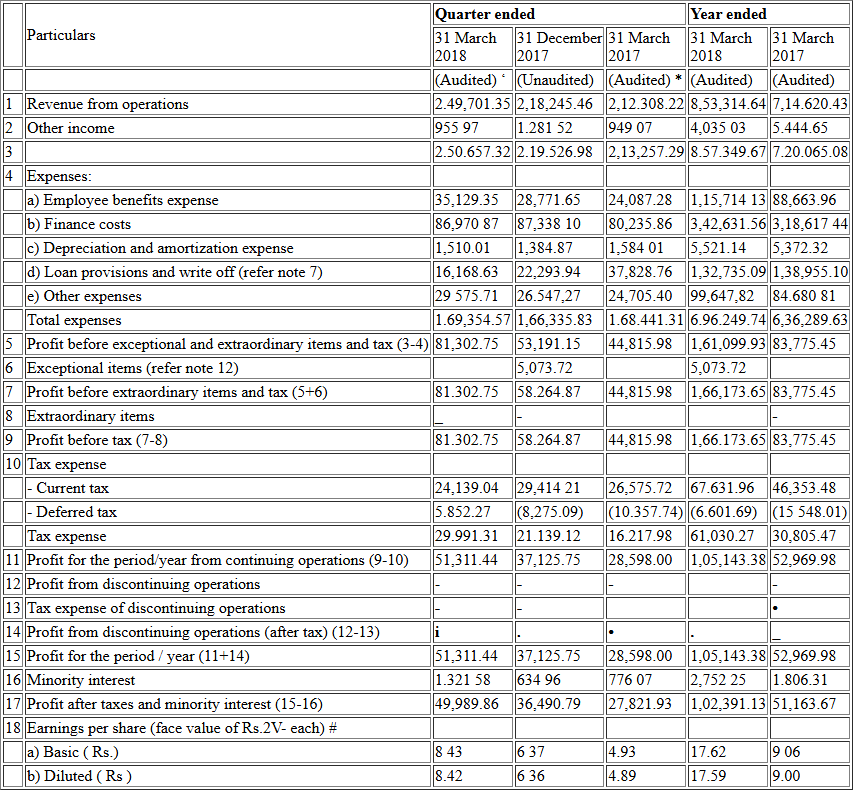 Particulars Quarter ended Year ended
31 March 2018 31 December 2017 31 March 2017 31 March 2018 31 March 2017
(Audited) ‘ (Unaudited) (Audited) * (Audited) (Audited)
1 Revenue from operations 2.49,701.35 2,18,245.46 2,12.308.22 8,53,314.64 7,14.620.43
2 Other income 955 97 1.281 52 949 07 4,035 03 5.444.65
3 2.50.657.32 2.19.526.98 2,13,257.29 8.57.349.67 7.20.065.08
4 Expenses:
a) Employee benefits expense 35,129.35 28,771.65 24,087.28 1,15,714 13 88,663.96
b) Finance costs 86,970 87 87,338 10 80,235.86 3,42,631.56 3,18,617 44
c) Depreciation and amortization expense 1,510.01 1,384.87 1,584 01 5,521.14 5,372.32
d) Loan provisions and write off (refer note 7) 16,168.63 22,293.94 37,828.76 1,32,735.09 1,38,955.10
e) Other expenses 29 575.71 26.547,27 24,705.40 99,647,82 84.680 81
Total expenses 1.69,354.57 1,66,335.83 1.68.441.31 6.96.249.74 6,36,289.63
5 Profit before exceptional and extraordinary items and tax (3-4) 81,302.75 53,191.15 44,815.98 1,61,099.93 83,775.45
6 Exceptional items (refer note 12) 5,073.72 5,073.72
7 Profit before extraordinary items and tax (5+6) 81.302.75 58.264.87 44,815.98 1,66,173.65 83,775.45
8 Extraordinary items _ - -
9 Profit before tax (7-8) 81.302.75 58.264.87 44,815.98 1,66.173.65 83,775.45
10 Tax expense
- Current tax 24,139.04 29,414 21 26,575.72 67.631.96 46,353.48
- Deferred tax 5.852.27 (8,275.09) (10.357.74) (6.601.69) (15 548.01)
Tax expense 29.991.31 21.139.12 16.217.98 61,030.27 30,805.47
11 Profit for the period/year from continuing operations (9-10) 51,311.44 37,125.75 28,598.00 1,05,143.38 52,969.98
12 Profit from discontinuing operations - - - -
13 Tax expense of discontinuing operations - - •
14 Profit from discontinuing operations (after tax) (12-13) i . • . _
15 Profit for the period / year (11+14) 51,311.44 37,125.75 28,598.00 1,05,143.38 52,969.98
16 Minority interest 1.321 58 634 96 776 07 2,752 25 1.806.31
17 Profit after taxes and minority interest (15-16) 49,989.86 36,490.79 27,821.93 1,02,391.13 51,163.67
18 Earnings per share (face value of Rs.2V- each) #
a) Basic ( Rs.) 8 43 6 37 4.93 17.62 9 06
b) Diluted ( Rs ) 8.42 6 36 4.89 17.59 9.00